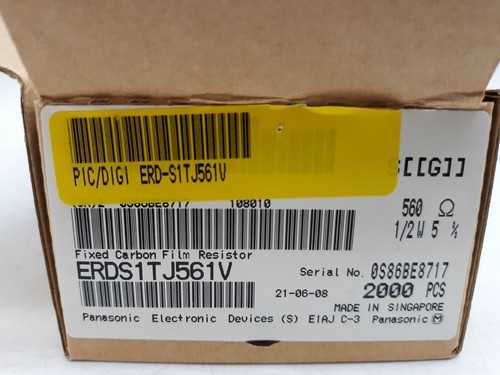 PIC/DIGI ERD-S1TJ561V
[[G]]
0S86BE8717 108010
560 Ω
1/2W 5 %
Fixed Carbon Film Resistor
ERDS1TJ561V
Serial No. 0S86BE8717
21-06-08 2000 PCS
MADE IN SINGAPORE
Panasonic Electronic Devices (S) EIAJ C-3 Panasonic M